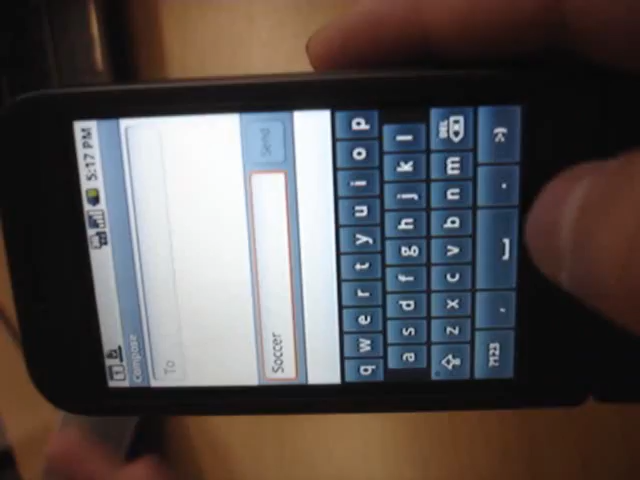 5:17 PM
Compose
To
Soccer
Send
q w e r t y u i o p
a s d f g h j k l
z x c v b n m DEL
?123 , . :-)